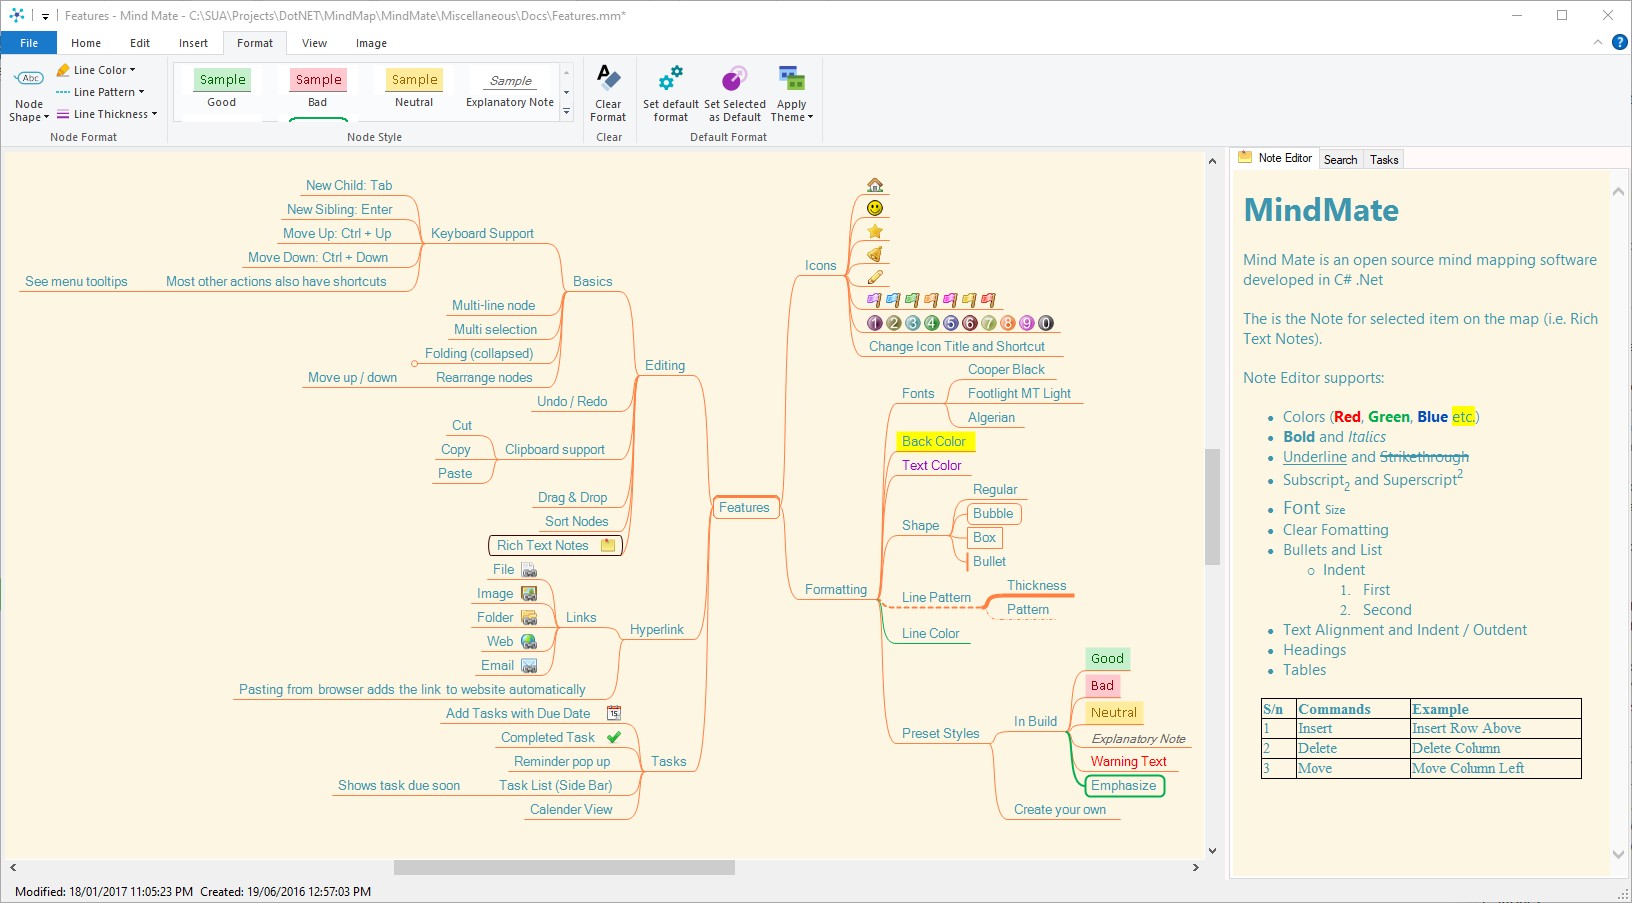 Features - Mind Mate - C:\SUA\Projects\DotNET\MindMap\MindMate\Miscellaneous\Docs\Features.mm*
File Home Edit Insert Format View Image
Abc
Node
Shape
Line Color
Line Pattern
Line Thickness
Node Format
Sample Sample Sample Sample
Good Bad Neutral Explanatory Note
Node Style
Clear
Format
Clear
Set default
format
Set Selected
as Default
Apply
Theme
Default Format
New Child: Tab
New Sibling: Enter
Move Up: Ctrl + Up
Move Down: Ctrl + Down
See menu tooltips
Most other actions also have shortcuts
Keyboard Support
Basics
Multi-line node
Multi selection
Folding (collapsed)
Move up / down
Rearrange nodes
Editing
Undo / Redo
Cut
Copy
Paste
Clipboard support
Drag & Drop
Sort Nodes
Rich Text Notes
Features
File
Image
Folder
Web
Email
Links
Hyperlink
Pasting from browser adds the link to website automatically
Add Tasks with Due Date
15
Completed Task
Reminder pop up
Shows task due soon
Task List (Side Bar)
Calender View
Tasks
Icons
1 2 3 4 5 6 7 8 9 0
Change Icon Title and Shortcut
Fonts
Cooper Black
Footlight MT Light
Algerian
Back Color
Text Color
Shape
Regular
Bubble
Box
Bullet
Formatting
Line Pattern
Thickness
Pattern
Line Color
Preset Styles
In Build
Good
Bad
Neutral
Explanatory Note
Warning Text
Emphasize
Create your own
Note Editor Search Tasks
MindMate
Mind Mate is an open source mind mapping software
developed in C# .Net
The is the Note for selected item on the map (i.e. Rich
Text Notes).
Note Editor supports:
• Colors (Red, Green, Blue etc.)
• Bold and Italics
• Underline and Strikethrough
• Subscript2 and Superscript2
• Font Size
• Clear Fomatting
• Bullets and List
o Indent
1. First
2. Second
• Text Alignment and Indent / Outdent
• Headings
• Tables
S/n Commands Example
1 Insert Insert Row Above
2 Delete Delete Column
3 Move Move Column Left
Modified: 18/01/2017 11:05:23 PM Created: 19/06/2016 12:57:03 PM